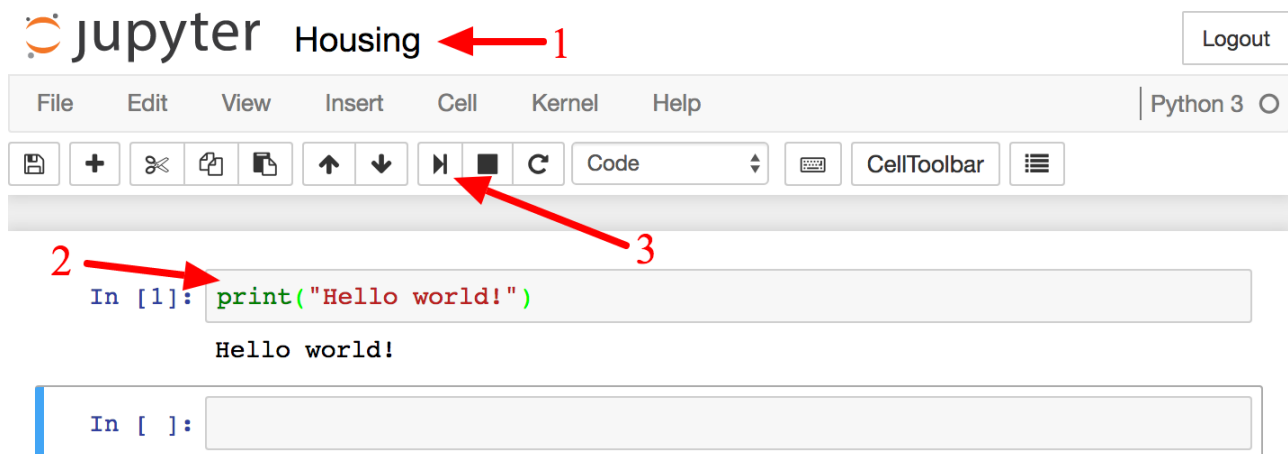 jupyter Housing 1 Logout
File Edit View Insert Cell Kernel Help Python 3
Code CellToolbar
3
2
In [1]: print("Hello world!")
Hello world!
In [ ]: